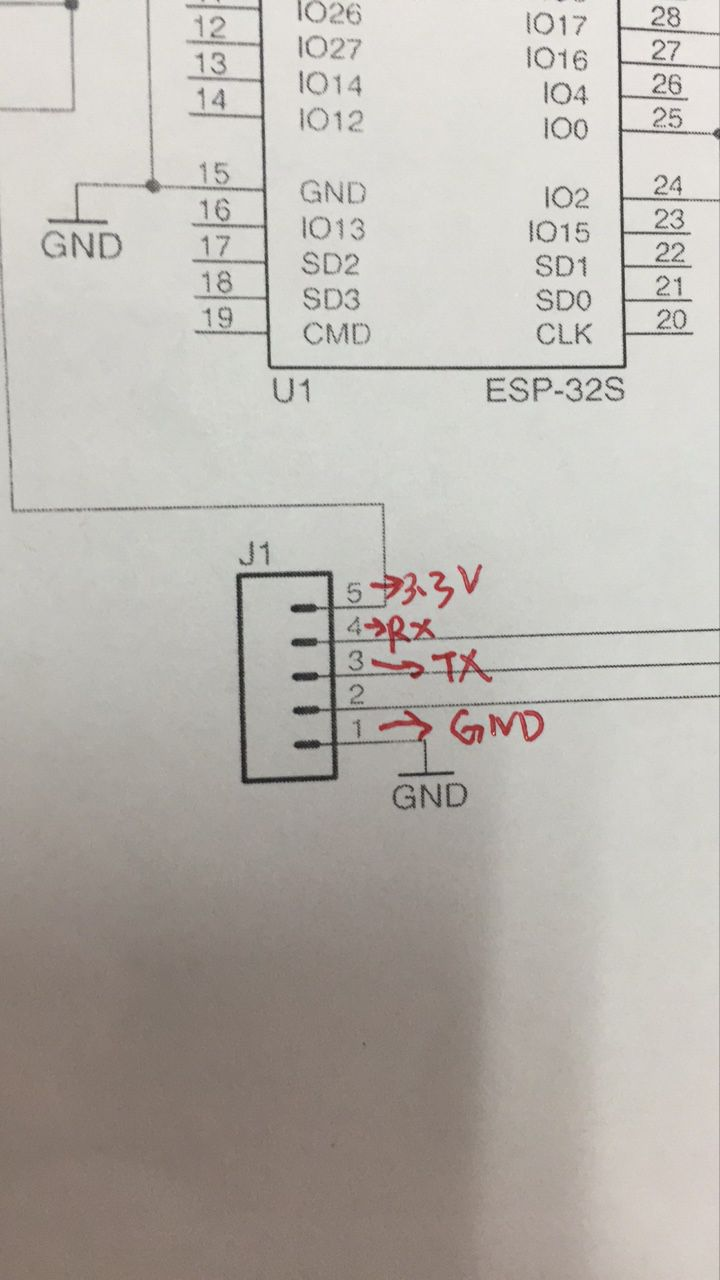 12 IO26 IO17 28
13 IO27 IO16 27
14 IO14 IO4 26
IO12 IO0 25
15 GND IO2 24
GND 16 IO13 IO15 23
17 SD2 SD1 22
18 SD3 SD0 21
19 CMD CLK 20
U1 ESP-32S
J1
5 →3.3V
4 →RX
3 → TX
2
1 → GND
GND